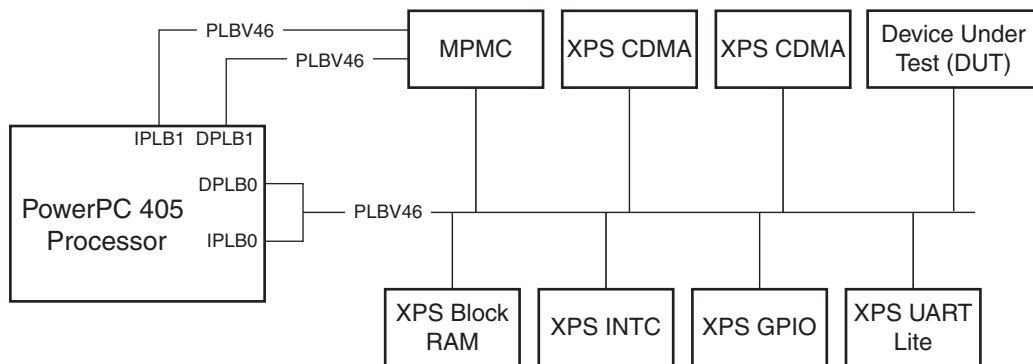 PLBV46
PLBV46
MPMC
XPS CDMA
XPS CDMA
Device Under
Test (DUT)
IPLB1
DPLB1
DPLB0
IPLB0
PowerPC 405
Processor
PLBV46
XPS Block
RAM
XPS INTC
XPS GPIO
XPS UART
Lite